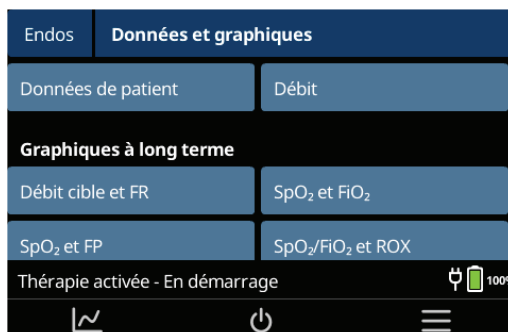 Endos Données et graphiques
Données de patient Débit
Graphiques à long terme
Débit cible et FR SpO₂ et FiO₂
SpO₂ et FP SpO₂/FiO₂ et ROX
Thérapie activée - En démarrage 100%